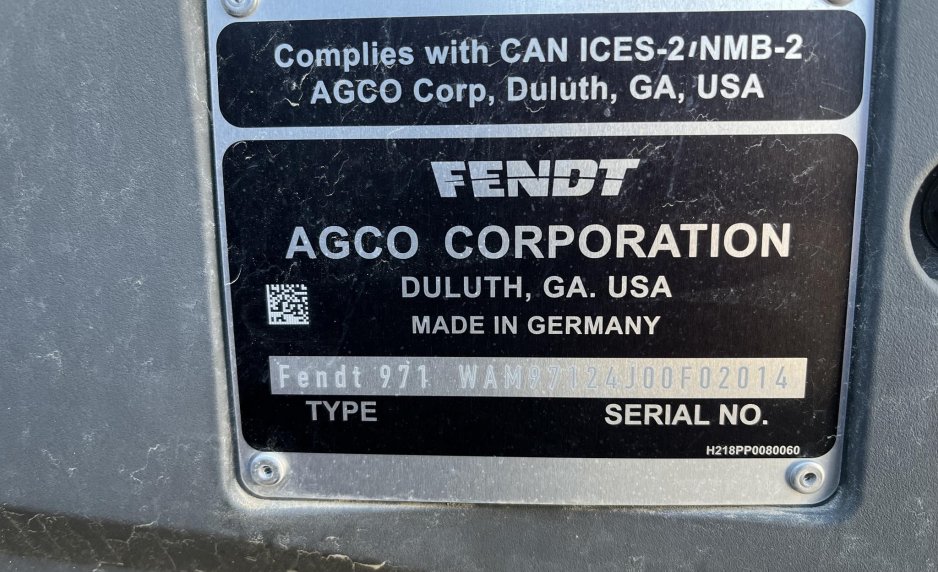 Complies with CAN ICES-2/NMB-2
AGCO Corp, Duluth, GA, USA
FENDT
AGCO CORPORATION
DULUTH, GA. USA
MADE IN GERMANY
Fendt 971 WAM97124J00F02014
TYPE SERIAL NO.
H218PP0080060